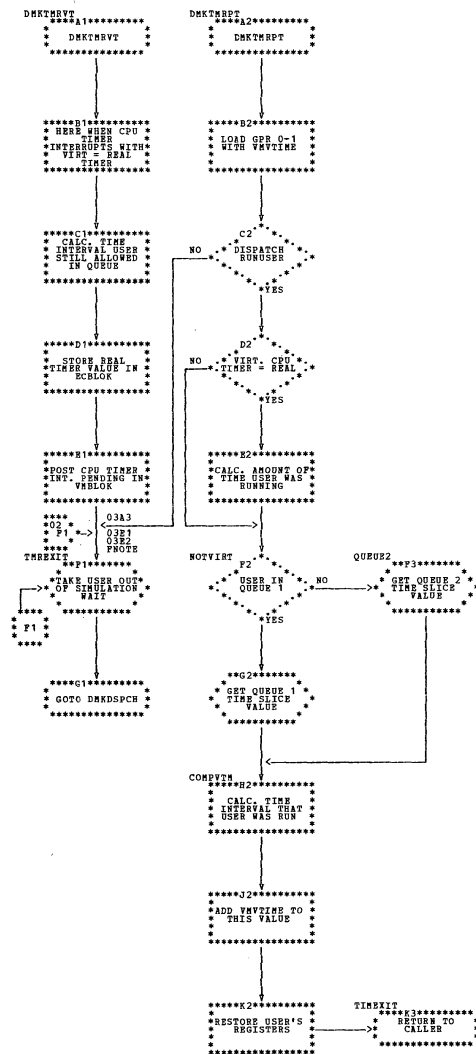 DMKTMRVT
A1
DMKTMRVT
B1
HERE WHEN CPU
TIMER
INTERRUPTS WITH
VIRT = REAL
TIMER
C1
CALC. TIME
INTERVAL USER
STILL ALLOWED
IN QUEUE
D1
STORE REAL
TIMER VALUE IN
ECBLOK
E1
POST CPU TIMER
INT. PENDING IN
VMBLOK
02
F1
03A3
03E1
03E2
FNOTE
TMREXIT
F1
TAKE USER OUT
OF SIMULATION
WAIT
F1
G1
GOTO DMKDSPCH
DMKTMRPT
A2
DMKTMRPT
B2
LOAD GPR 0-1
WITH VMVTIME
C2
DISPATCH
RUNUSER
NO
YES
D2
VIRT. CPU
TIMER = REAL
NO
YES
E2
CALC. AMOUNT OF
TIME USER WAS
RUNNING
NOTVIRT
F2
USER IN
QUEUE 1
NO
YES
QUEUE2
F3
GET QUEUE 2
TIME SLICE
VALUE
G2
GET QUEUE 1
TIME SLICE
VALUE
COMPVTM
H2
CALC. TIME
INTERVAL THAT
USER WAS RUN
J2
ADD VMVTIME TO
THIS VALUE
K2
RESTORE USER'S
REGISTERS
TIMEXIT
K3
RETURN TO
CALLER